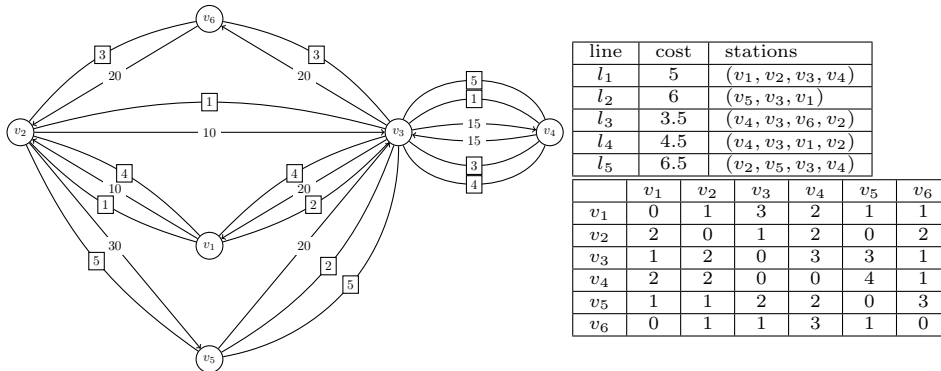 v6
3
3
20
20
5
1
1
v2
10
v3
15
v4
15
3
4
4
10
20
4
1
2
v1
30
20
5
2
5
v5
line cost stations
l1 5 (v1, v2, v3, v4)
l2 6 (v5, v3, v1)
l3 3.5 (v4, v3, v6, v2)
l4 4.5 (v4, v3, v1, v2)
l5 6.5 (v2, v5, v3, v4)
v1 v2 v3 v4 v5 v6
v1 0 1 3 2 1 1
v2 2 0 1 2 0 2
v3 1 2 0 3 3 1
v4 2 2 0 0 4 1
v5 1 1 2 2 0 3
v6 0 1 1 3 1 0